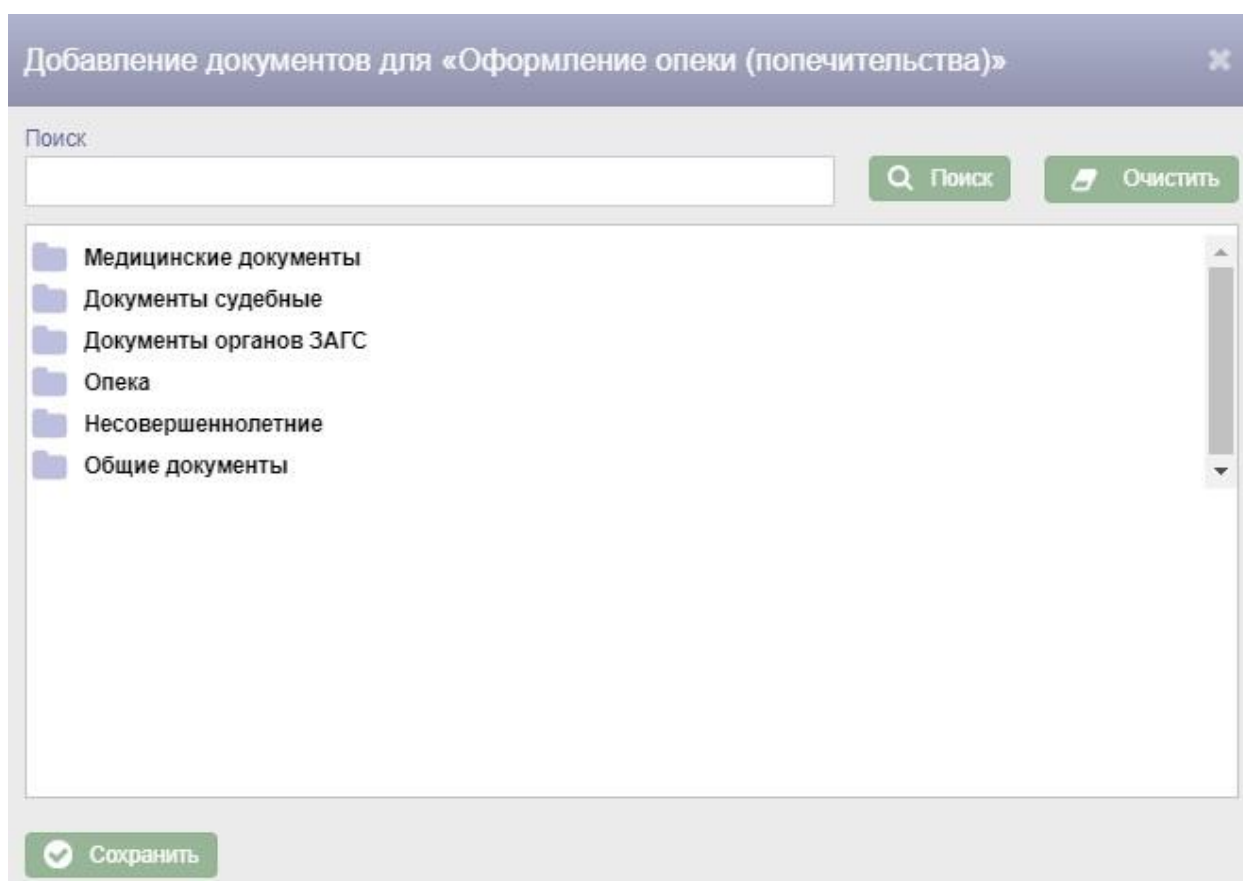 Добавление документов для «Оформление опеки (попечительства)»
Поиск
Поиск
Очистить
Медицинские документы
Документы судебные
Документы органов ЗАГС
Опека
Несовершеннолетние
Общие документы
Сохранить